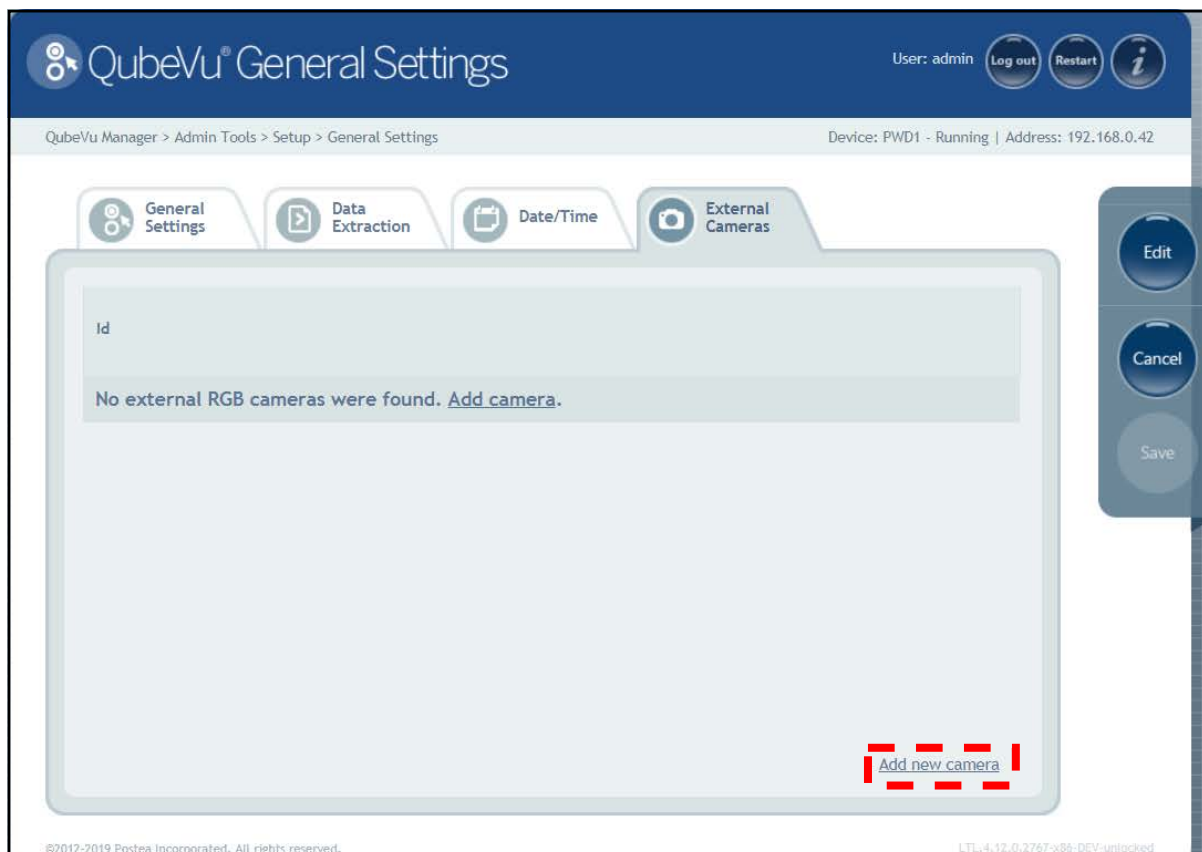 QubeVu® General Settings
User: admin
Log out
Restart
i
QubeVu Manager > Admin Tools > Setup > General Settings
Device: PWD1 - Running | Address: 192.168.0.42
General
Settings
Data
Extraction
Date/Time
External
Cameras
Edit
Id
Cancel
No external RGB cameras were found. Add camera.
Save
Add new camera
©2012-2019 Postea Incorporated. All rights reserved.
LTL.4.12.0.2767-x86-DEV-unlocked